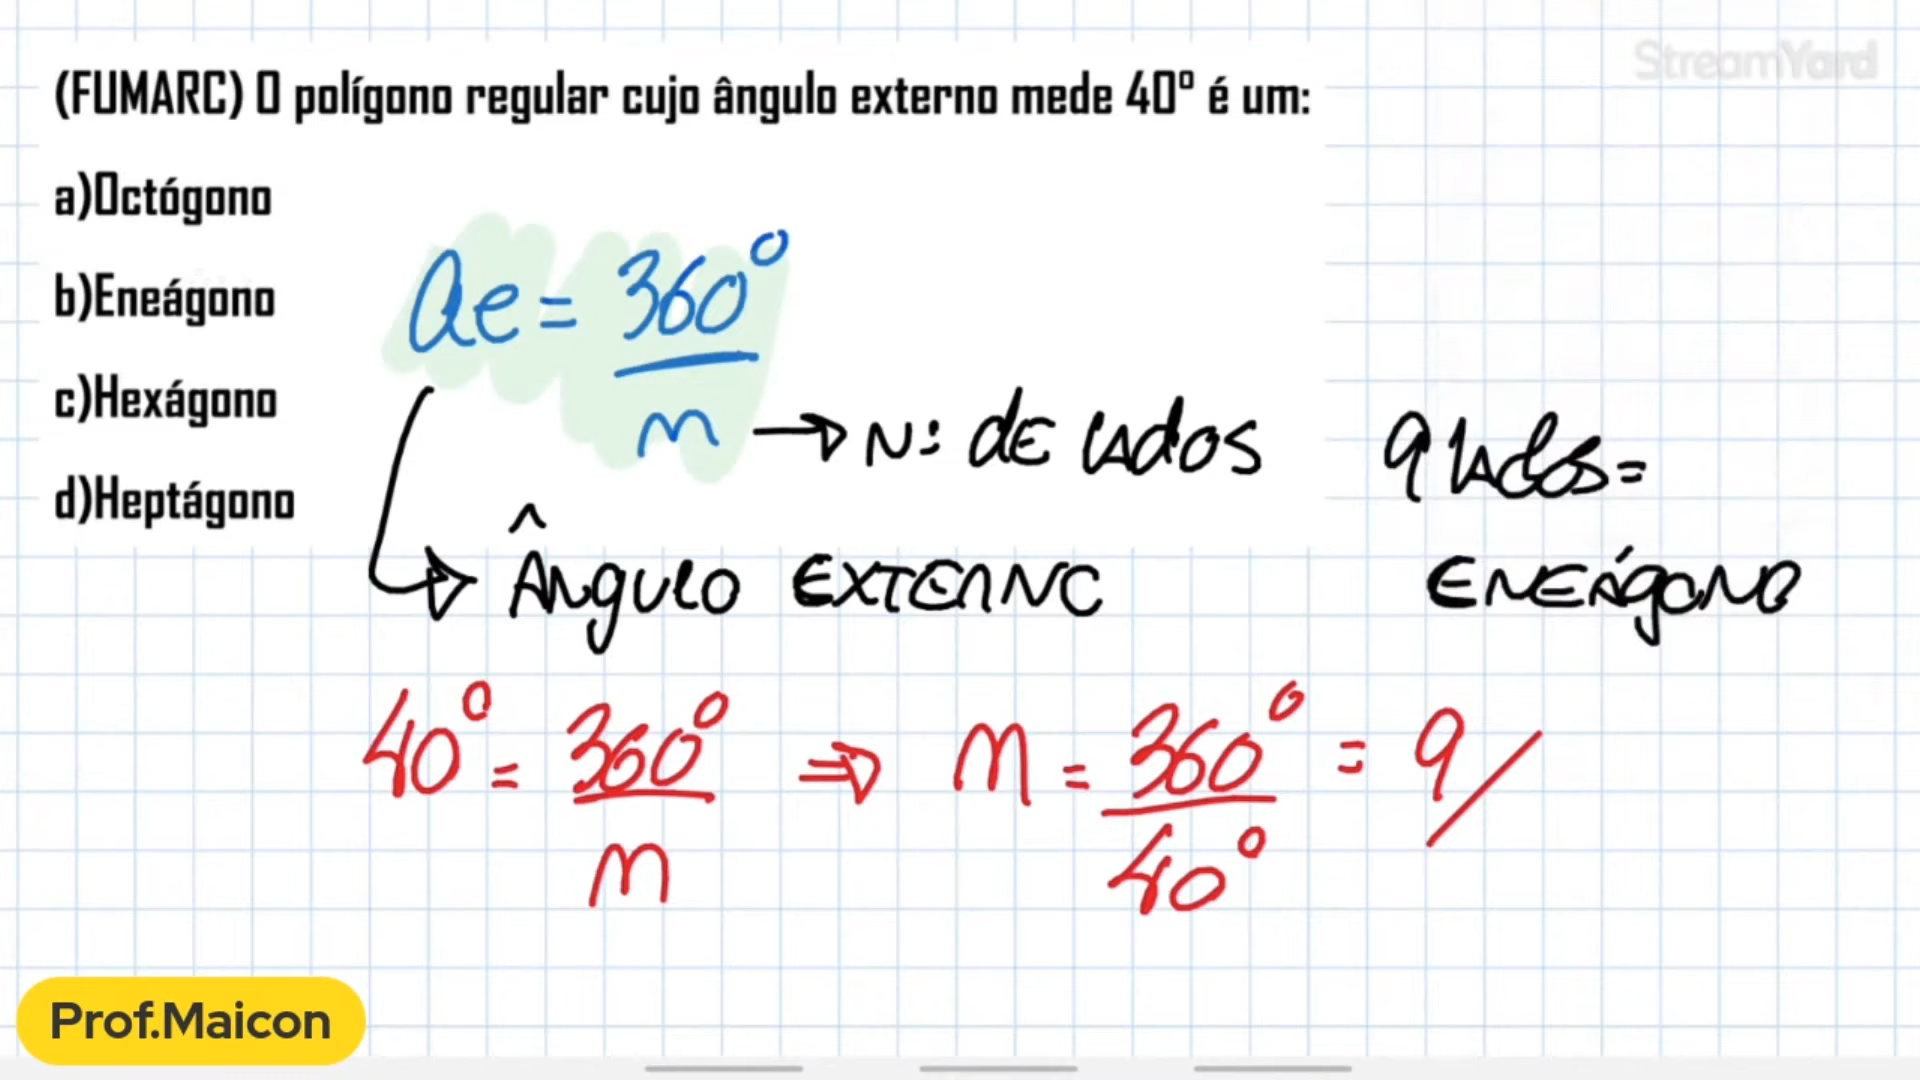 StreamYard
(FUMARC) O polígono regular cujo ângulo externo mede 40° é um:
a)Octógono
b)Eneágono
c)Hexágono
d)Heptágono
ae = 360°/n
→ N: de lados
9 lados =
ENEÁGONO
→ Ângulo EXTERNO
40° = 360°/n ⇒ n = 360°/40° = 9/
Prof.Maicon